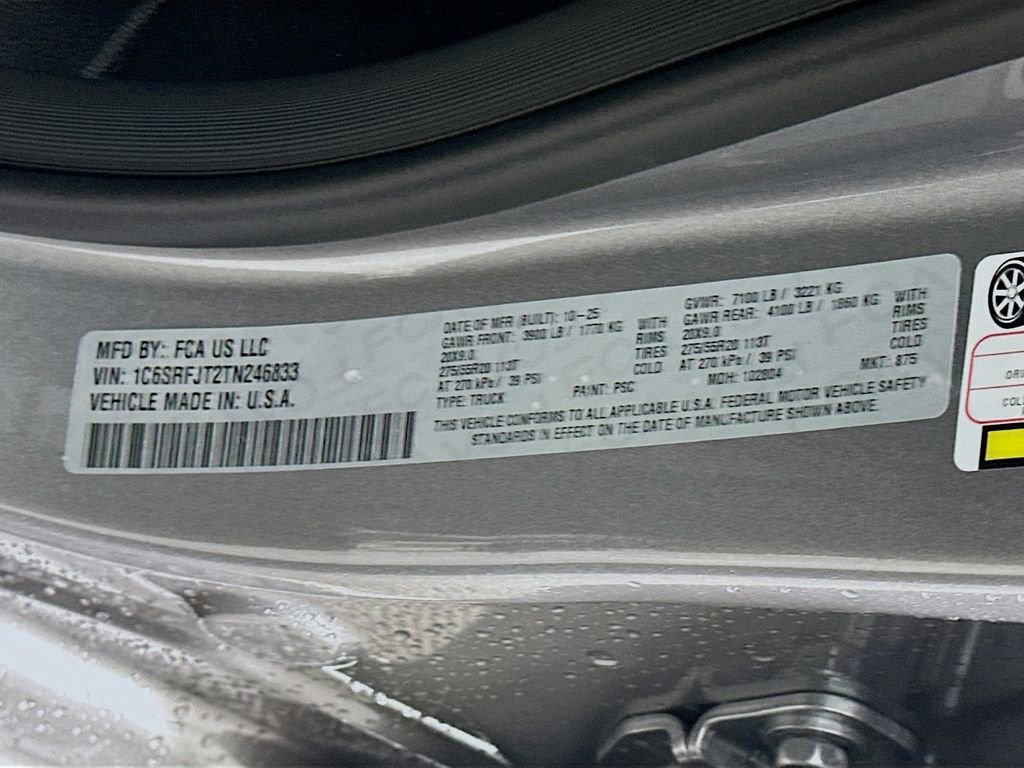 MFD BY: FCA US LLC
VIN: 1C6SRFJT2TN246833
VEHICLE MADE IN: U.S.A.
DATE OF MFR (BUILT): 10-25
GAWR FRONT: 3900 LB / 1770 KG WITH
20X9.0 RIMS
275/55R20 113T TIRES
AT 270 kPa / 39 PSI COLD
TYPE: TRUCK PAINT: PSC
GVWR: 7100 LB / 3221 KG
GAWR REAR: 4100 LB / 1860 KG WITH
20X9.0 RIMS
275/55R20 113T TIRES
AT 270 kPa / 39 PSI COLD
MDH: 102804 MKT: 875
THIS VEHICLE CONFORMS TO ALL APPLICABLE U.S.A. FEDERAL MOTOR VEHICLE SAFETY
STANDARDS IN EFFECT ON THE DATE OF MANUFACTURE SHOWN ABOVE.